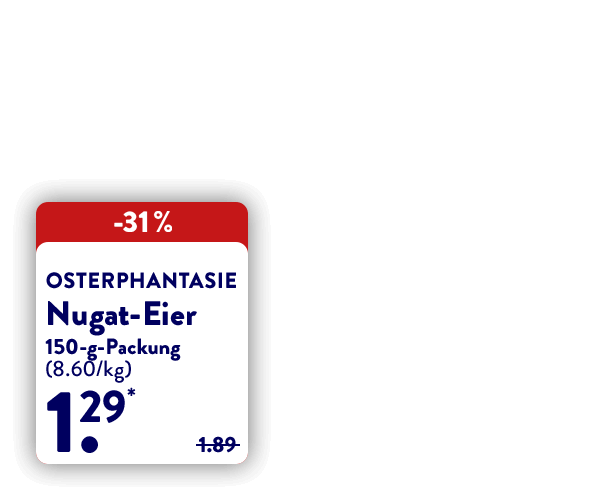 -31%
OSTERPHANTASIE
Nugat-Eier
150-g-Packung
(8.60/kg)
1.29*
1.89